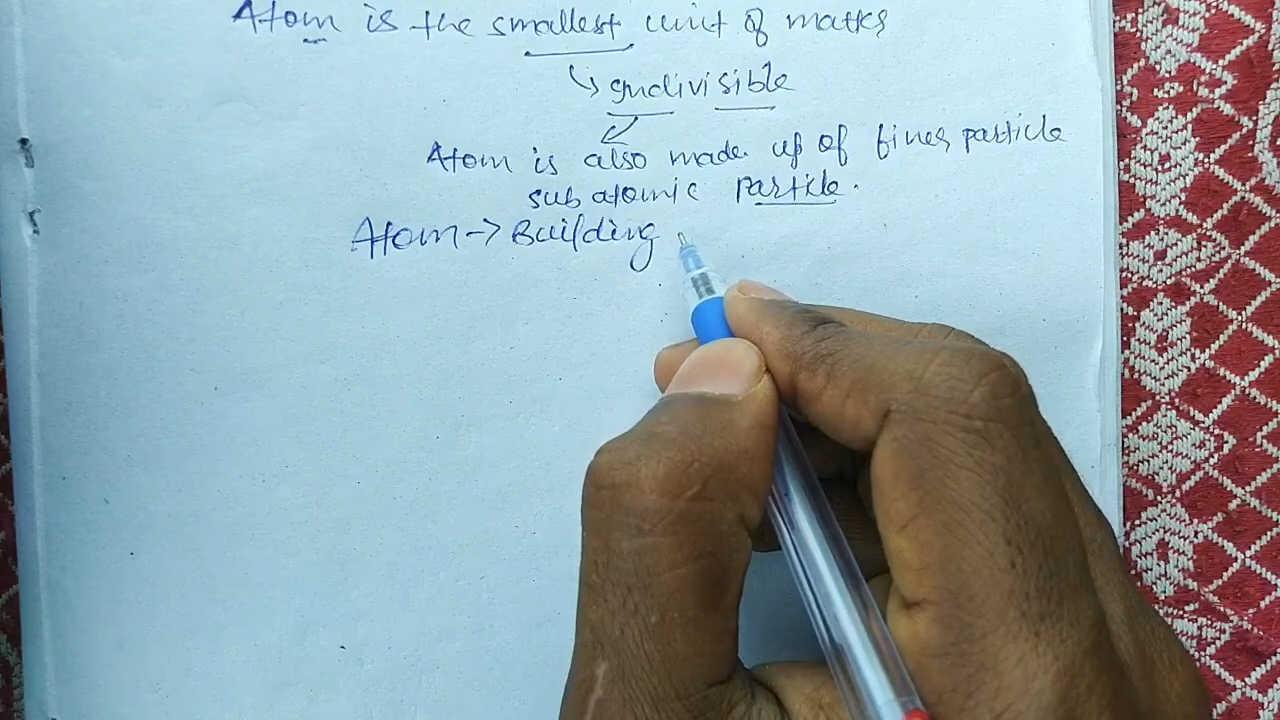 Atom is the smallest unit of matter
↳ Indivisible
Atom is also made up of finer particle
sub atomic particle.
Atom → Building